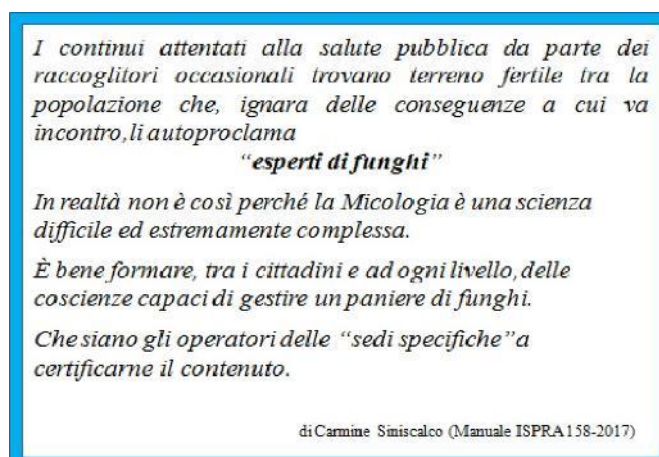 I continui attentati alla salute pubblica da parte dei
raccoglitori occasionali trovano terreno fertile tra la
popolazione che, ignara delle conseguenze a cui va
incontro,li autoproclama
“esperti di funghi”
In realtà non è così perché la Micologia è una scienza
difficile ed estremamente complessa.
È bene formare, tra i cittadini e ad ogni livello,delle
coscienze capaci di gestire un paniere di funghi.
Che siano gli operatori delle “sedi specifiche”a
certificarne il contenuto.
di Carmine Siniscalco (Manuale ISPRA 158-2017)